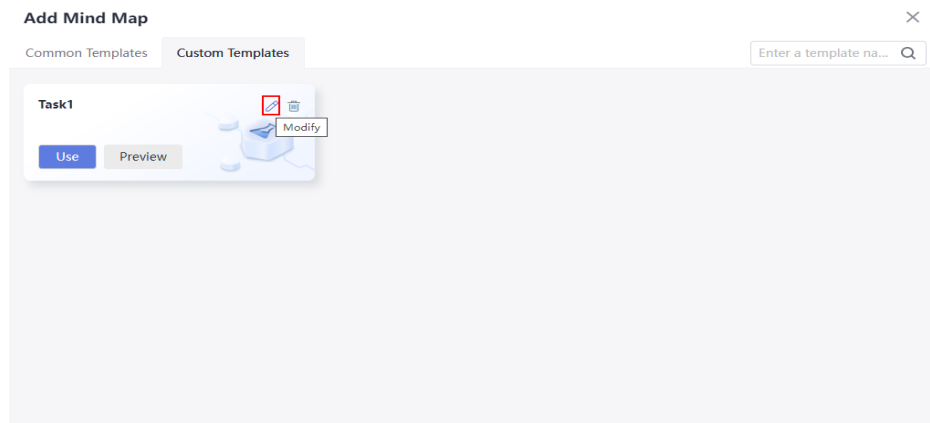 Add Mind Map
Common Templates
Custom Templates
Enter a template na...
Task1
Modify
Use
Preview